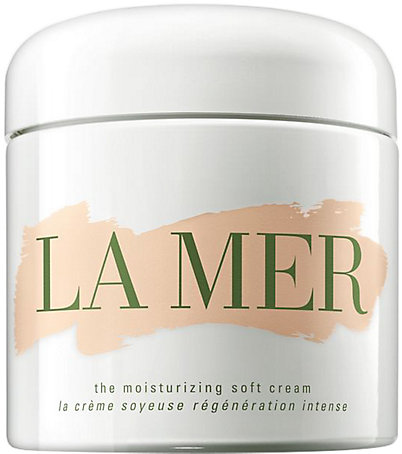 LA MER
the moisturizing soft cream
la crème soyeuse régénération intense